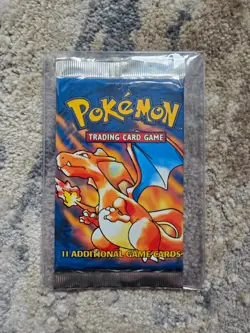 POKéMON
TRADING CARD GAME
11 ADDITIONAL GAME CARDS